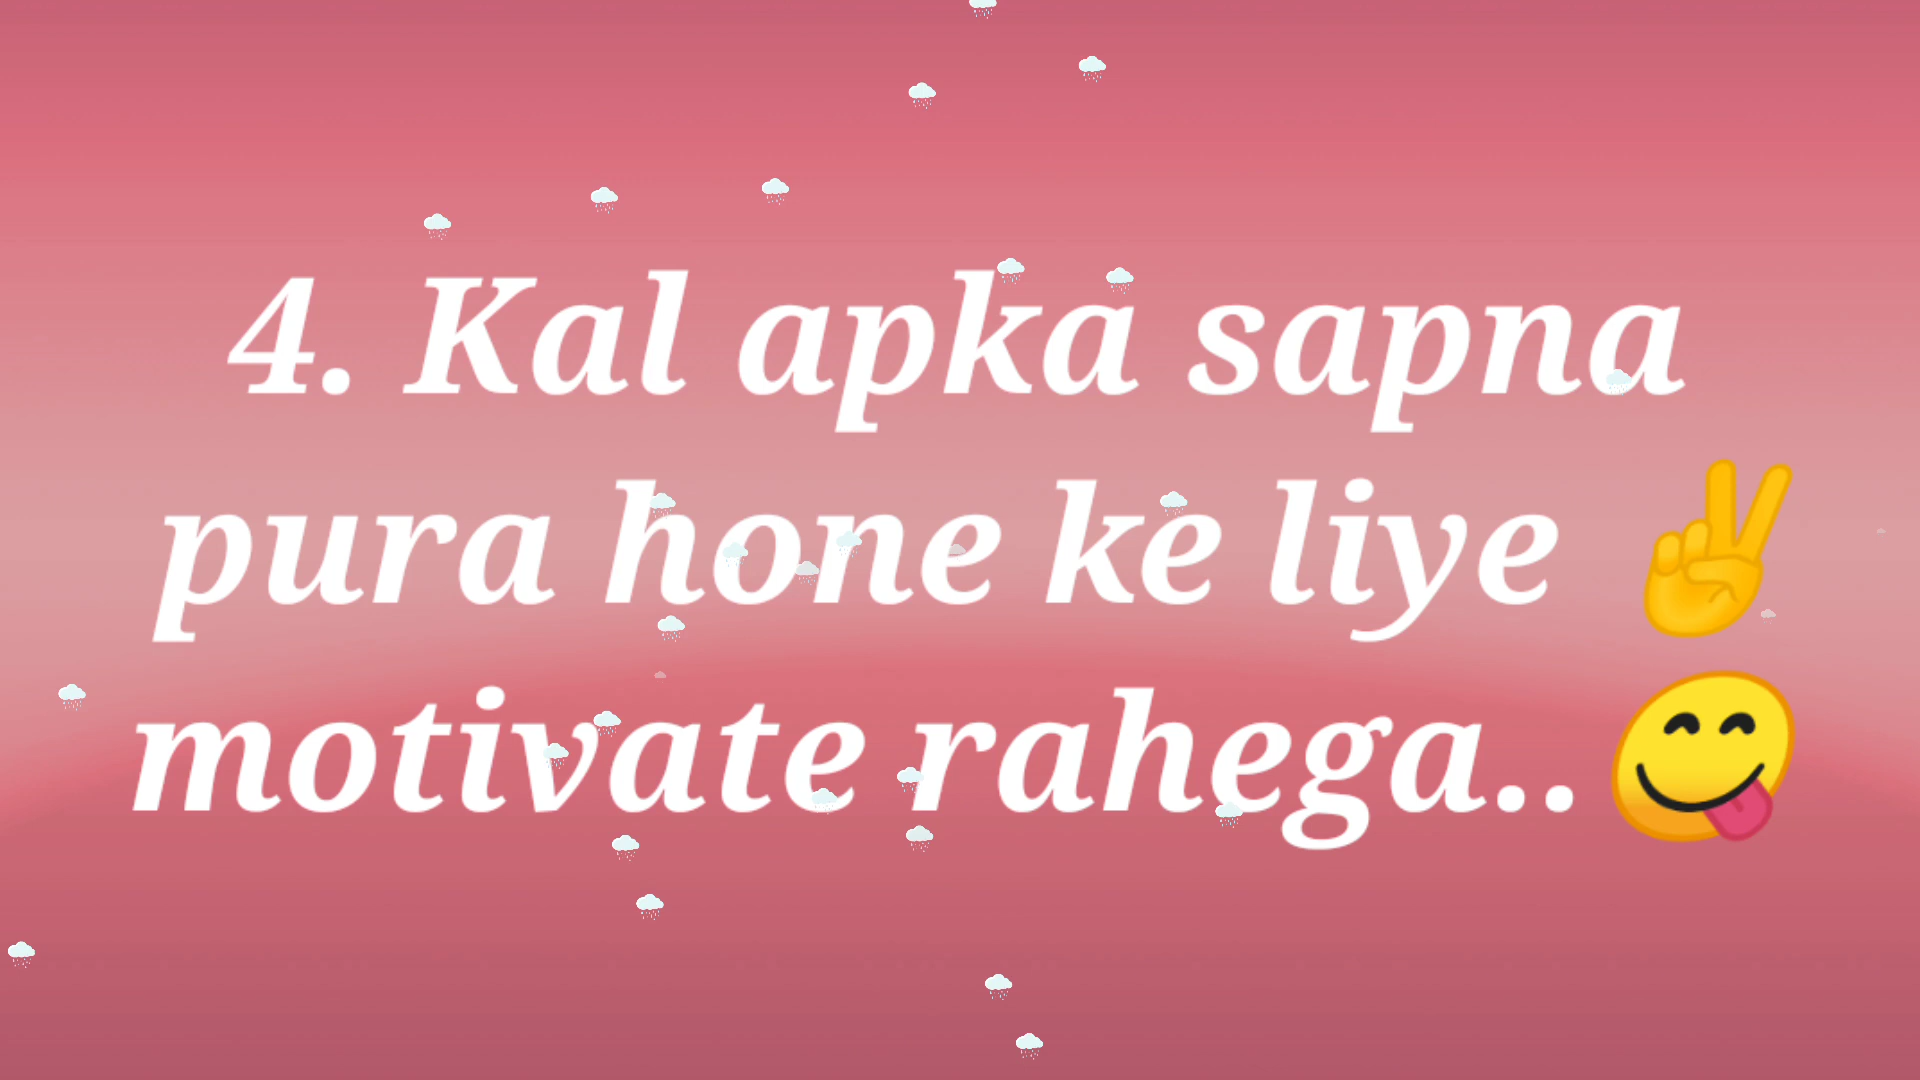 4. Kal apka sapna
pura hone ke liye ✌
motivate rahega..😋